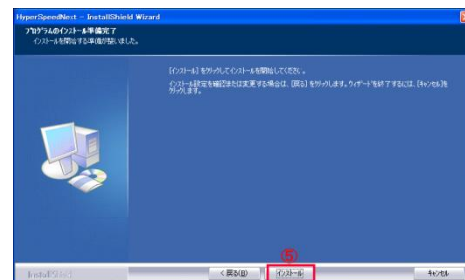 HyperSpeedNest - InstallShield Wizard
プログラムのインストール準備完了
インストールを開始する準備が整いました。
[インストール] をクリックしてインストールを開始してください。
インストール設定を確認または変更する場合は、[戻る] をクリックします。ウィザードを終了するには、[キャンセル]を
クリックします。
⑤
InstallShield
< 戻る(B)
インストール
キャンセル